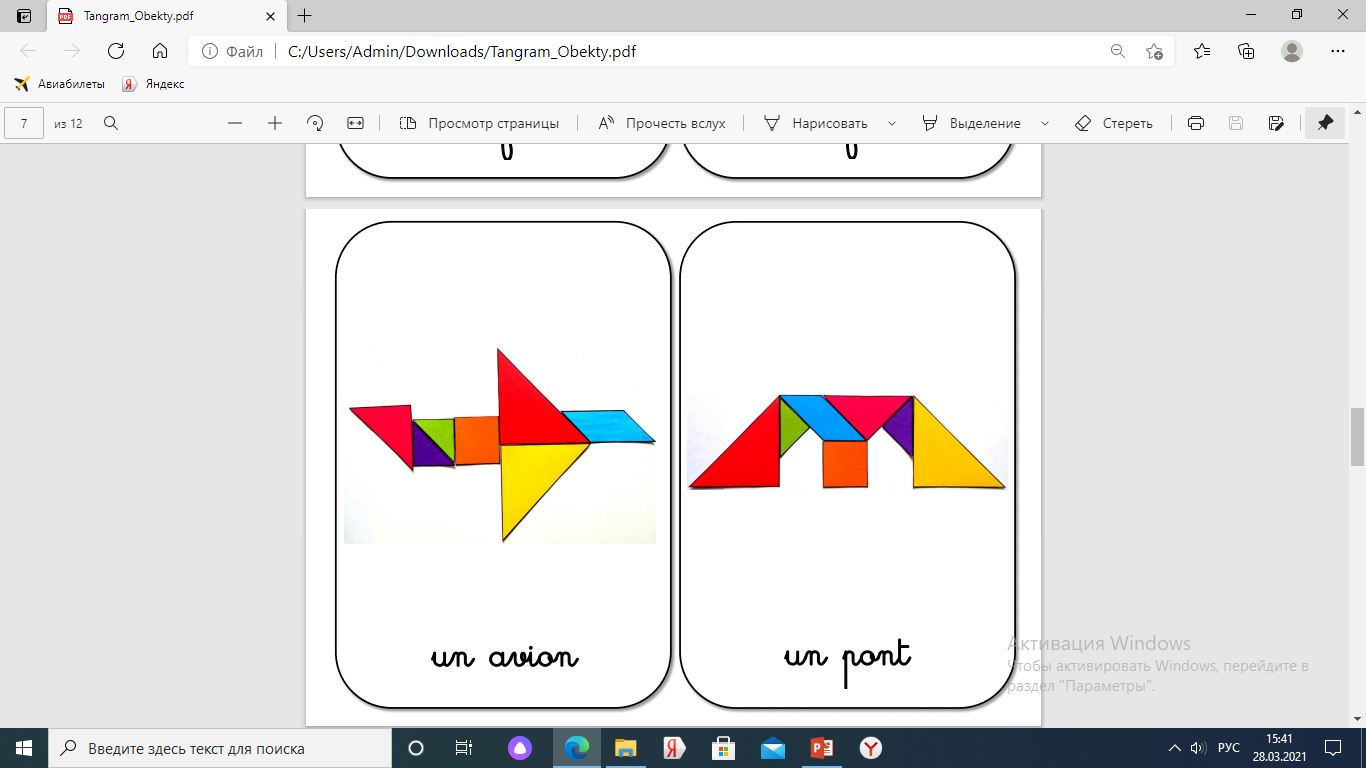 Tangram_Obekty.pdf
Файл C:/Users/Admin/Downloads/Tangram_Obekty.pdf
Авиабилеты Яндекс
7 из 12 Просмотр страницы Прочесть вслух Нарисовать Выделение Стереть
un avion
un pont
Активация Windows
Чтобы активировать Windows, перейдите в
раздел "Параметры".
Введите здесь текст для поиска
РУС
15:41
28.03.2021